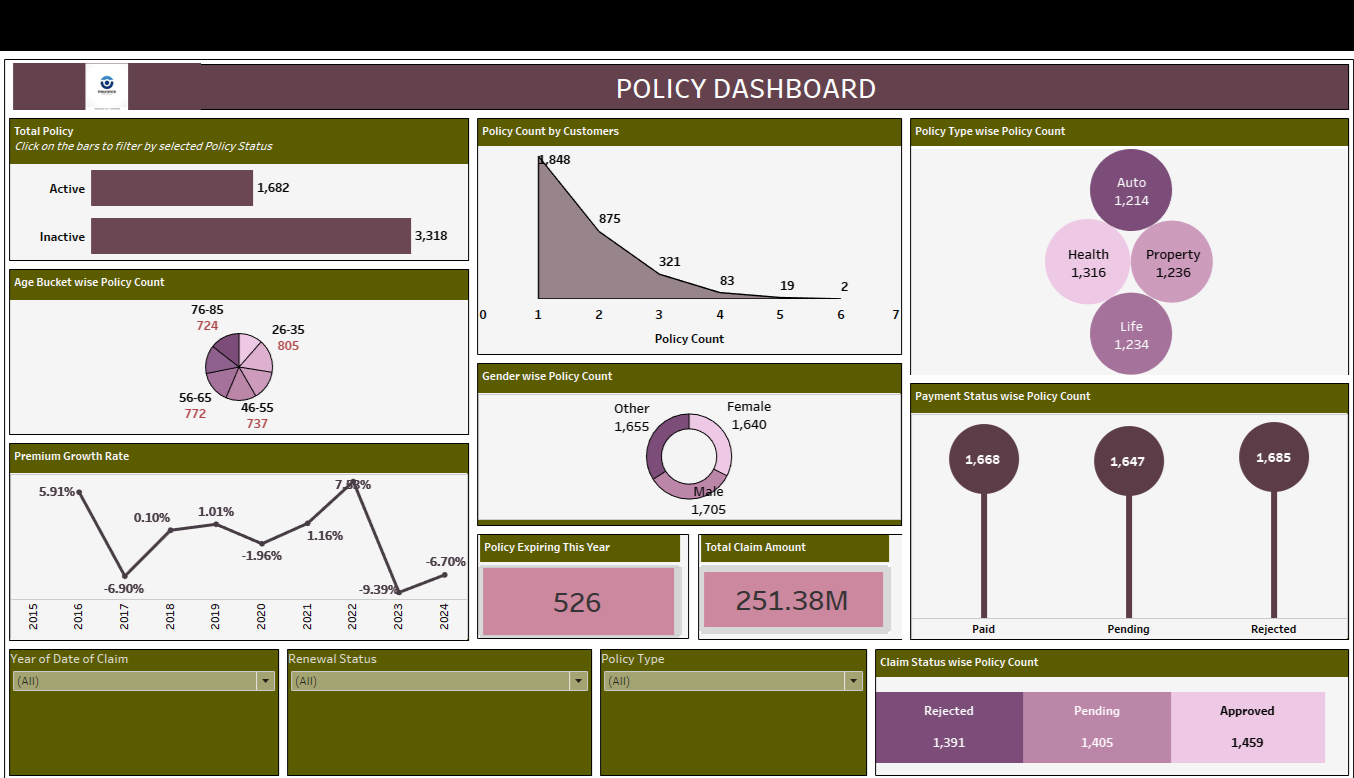 POLICY DASHBOARD
Total Policy
Click on the bars to filter by selected Policy Status
Active
1,682
Inactive
3,318
Age Bucket wise Policy Count
76-85
724
26-35
805
56-65
772
46-55
737
Premium Growth Rate
5.91%
-6.90%
0.10%
1.01%
-1.96%
1.16%
-9.39%
-6.70%
2015
2016
2017
2018
2019
2020
2021
2022
2023
2024
Policy Count by Customers
1,848
875
321
83
19
2
0
1
2
3
4
5
6
7
Policy Count
Gender wise Policy Count
Other
1,655
Female
1,640
Male
1,705
Policy Expiring This Year
526
Total Claim Amount
251.38M
Policy Type wise Policy Count
Auto
1,214
Health
1,316
Property
1,236
Life
1,234
Payment Status wise Policy Count
1,668
1,647
1,685
Paid
Pending
Rejected
Year of Date of Claim
(All)
Renewal Status
(All)
Policy Type
(All)
Claim Status wise Policy Count
Rejected
1,391
Pending
1,405
Approved
1,459